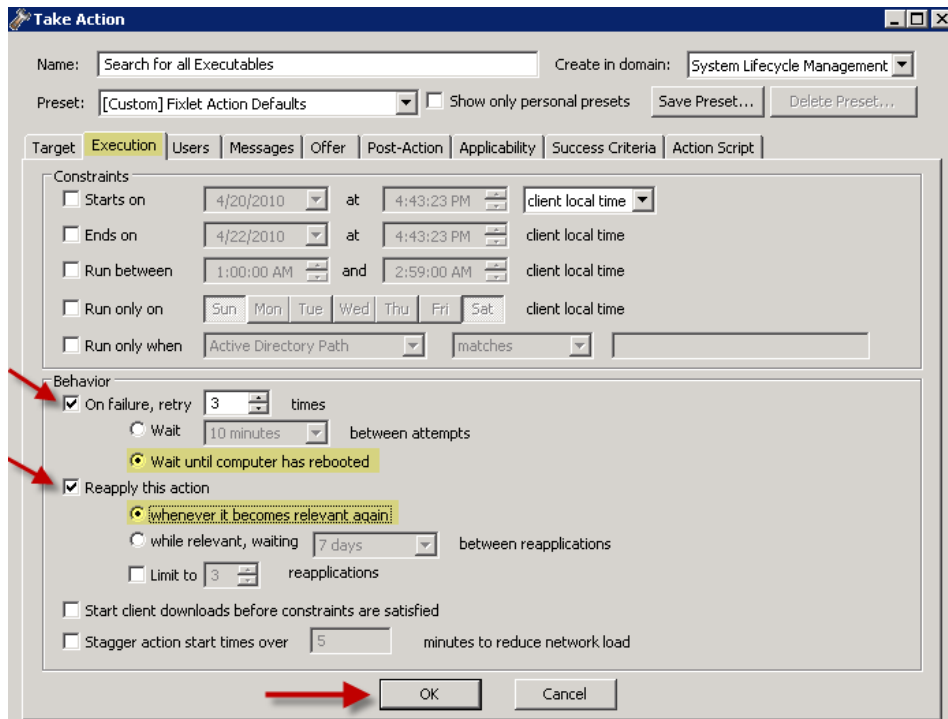 Take Action
Name: Search for all Executables Create in domain: System Lifecycle Management
Preset: [Custom] Fixlet Action Defaults Show only personal presets Save Preset... Delete Preset...
Target Execution Users Messages Offer Post-Action Applicability Success Criteria Action Script
Constraints
Starts on 4/20/2010 at 4:43:23 PM client local time
Ends on 4/22/2010 at 4:43:23 PM client local time
Run between 1:00:00 AM and 2:59:00 AM client local time
Run only on Sun Mon Tue Wed Thu Fri Sat client local time
Run only when Active Directory Path matches
Behavior
On failure, retry 3 times
Wait 10 minutes between attempts
Wait until computer has rebooted
Reapply this action
whenever it becomes relevant again
while relevant, waiting 7 days between reapplications
Limit to 3 reapplications
Start client downloads before constraints are satisfied
Stagger action start times over 5 minutes to reduce network load
OK Cancel